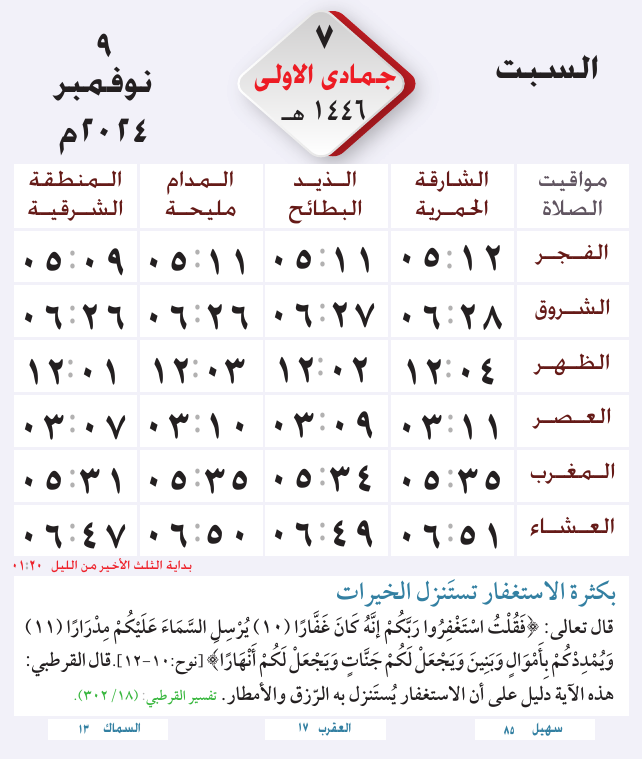 السبت
٧
جمادى الاولى
١٤٤٦ هـ
٩
نوفمبر
٢٠٢٤م
مواقيت الصلاة | الشارقة الحمرية | الذيد البطائح | المدام مليحة | المنطقة الشرقية
الفجر | ٠٥:١٢ | ٠٥:١١ | ٠٥:١١ | ٠٥:٠٩
الشروق | ٠٦:٢٨ | ٠٦:٢٧ | ٠٦:٢٦ | ٠٦:٢٦
الظهر | ١٢:٠٤ | ١٢:٠٢ | ١٢:٠٣ | ١٢:٠١
العصر | ٠٣:١١ | ٠٣:٠٩ | ٠٣:١٠ | ٠٣:٠٧
المغرب | ٠٥:٣٥ | ٠٥:٣٤ | ٠٥:٣٥ | ٠٥:٣١
العشاء | ٠٦:٥١ | ٠٦:٤٩ | ٠٦:٥٠ | ٠٦:٤٧
بداية الثلث الأخير من الليل ٠١:٢٠
بكثرة الاستغفار تستَنزل الخيرات
قال تعالى: ﴿فَقُلْتُ اسْتَغْفِرُوا رَبَّكُمْ إِنَّهُ كَانَ غَفَّارًا (١٠) يُرْسِلِ السَّمَاءَ عَلَيْكُمْ مِدْرَارًا (١١)
وَيُمْدِدْكُمْ بِأَمْوَالٍ وَبَنِينَ وَيَجْعَلْ لَكُمْ جَنَّاتٍ وَيَجْعَلْ لَكُمْ أَنْهَارًا﴾ [نوح:١٠-١٢].قال القرطبي:
هذه الآية دليل على أن الاستغفار يُستَنزل به الرّزق والأمطار. تفسير القرطبي: (١٨/ ٣٠٢).
سهيل ٨٥
العقرب ١٧
السماك ١٣